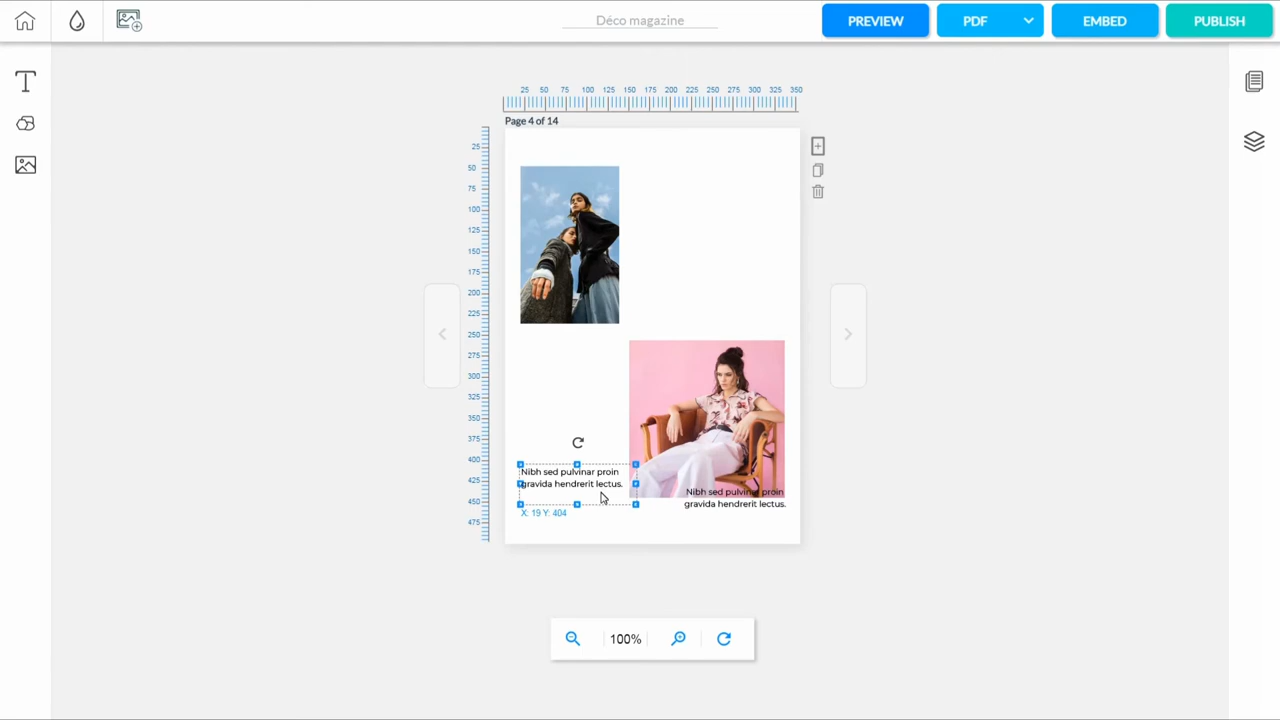 Déco magazine
PREVIEW
PDF
EMBED
PUBLISH
25 50 75 100 125 150 175 200 225 250 275 300 325 350
Page 4 of 14
25
50
75
100
125
150
175
200
225
250
275
300
325
350
375
400
425
450
475
Nibh sed pulvinar proin
gravida hendrerit lectus.
X: 19 Y: 404
Nibh sed pulvinar proin
gravida hendrerit lectus.
100%